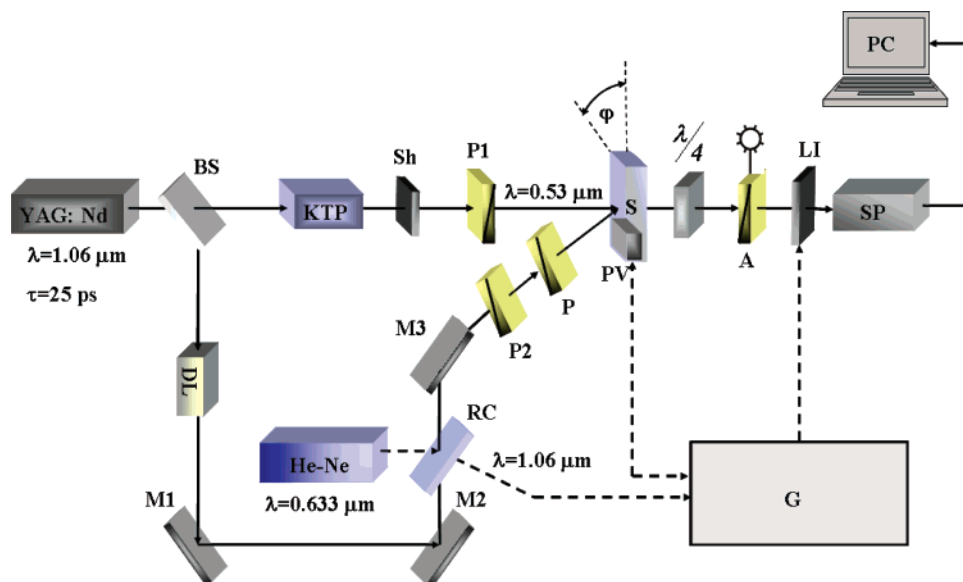 PC
φ
λ/4
LI
BS
Sh
P1
λ=0.53 μm
YAG: Nd
KTP
S
SP
λ=1.06 μm
PV
A
τ=25 ps
P
M3
P2
DL
RC
He-Ne
λ=1.06 μm
λ=0.633 μm
G
M1
M2